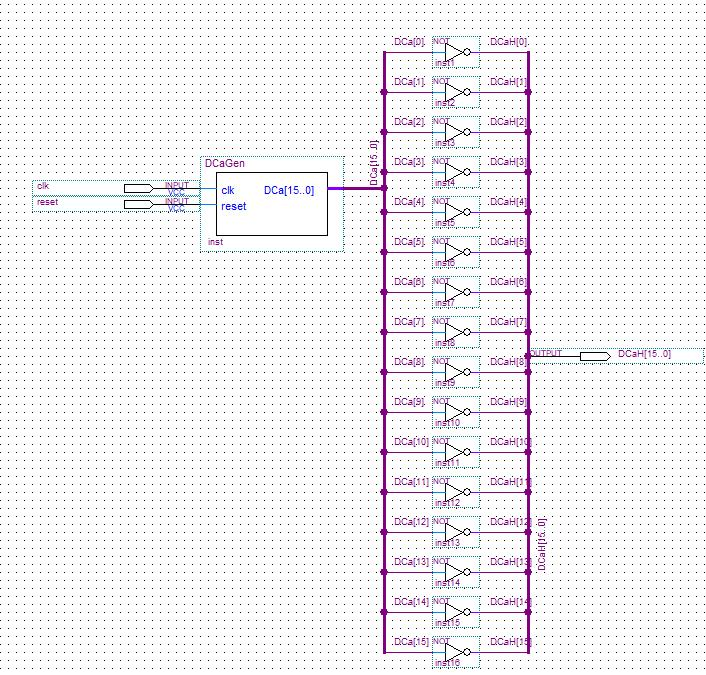 DCa[0] NOT DCaH[0]
inst1
DCa[1] NOT DCaH[1]
inst2
DCa[2] NOT DCaH[2]
inst3
DCa[15..0]
DCaGen
DCa[3] NOT DCaH[3]
inst4
clk INPUT VCC
clk DCa[15..0]
reset INPUT VCC
reset
inst
DCa[4] NOT DCaH[4]
inst5
DCa[5] NOT DCaH[5]
inst6
DCa[6] NOT DCaH[6]
inst7
DCa[7] NOT DCaH[7]
inst8
OUTPUT DCaH[15..0]
DCa[8] NOT DCaH[8]
inst9
DCa[9] NOT DCaH[9]
inst10
DCa[10] NOT DCaH[10]
inst11
DCa[11] NOT DCaH[11]
inst12
DCa[12] NOT DCaH[12]
inst13
DCaH[15..0]
DCa[13] NOT DCaH[13]
inst14
DCa[14] NOT DCaH[14]
inst15
DCa[15] NOT DCaH[15]
inst16